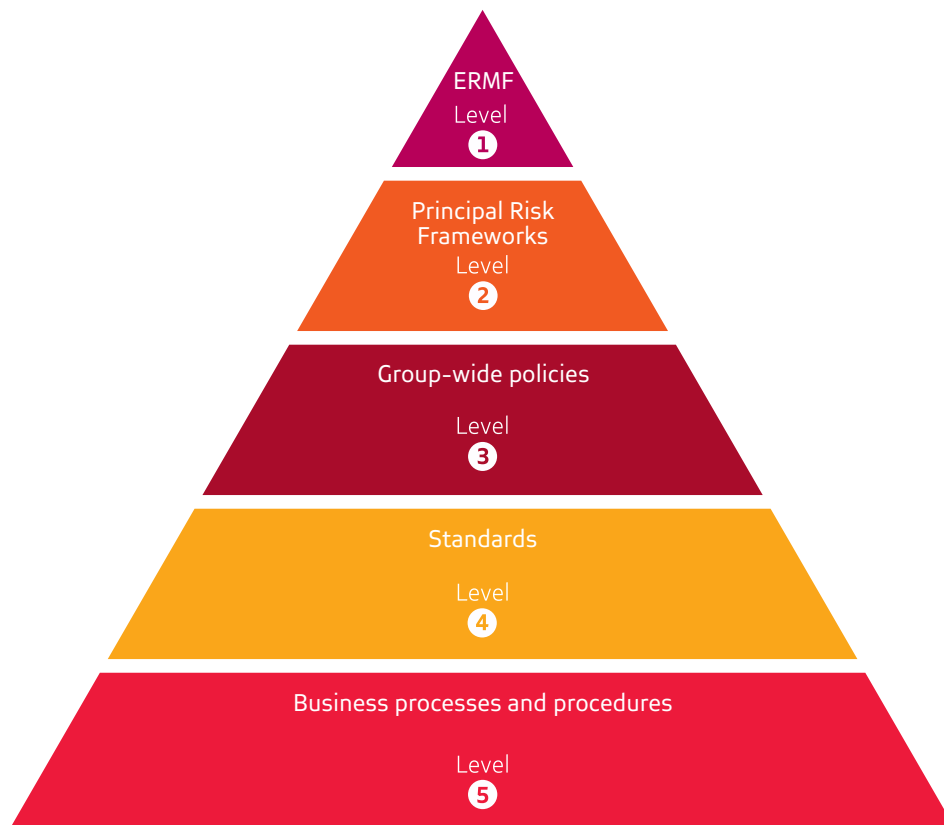 ERMF
Level
1
Principal Risk
Frameworks
Level
2
Group-wide policies
Level
3
Standards
Level
4
Business processes and procedures
Level
5